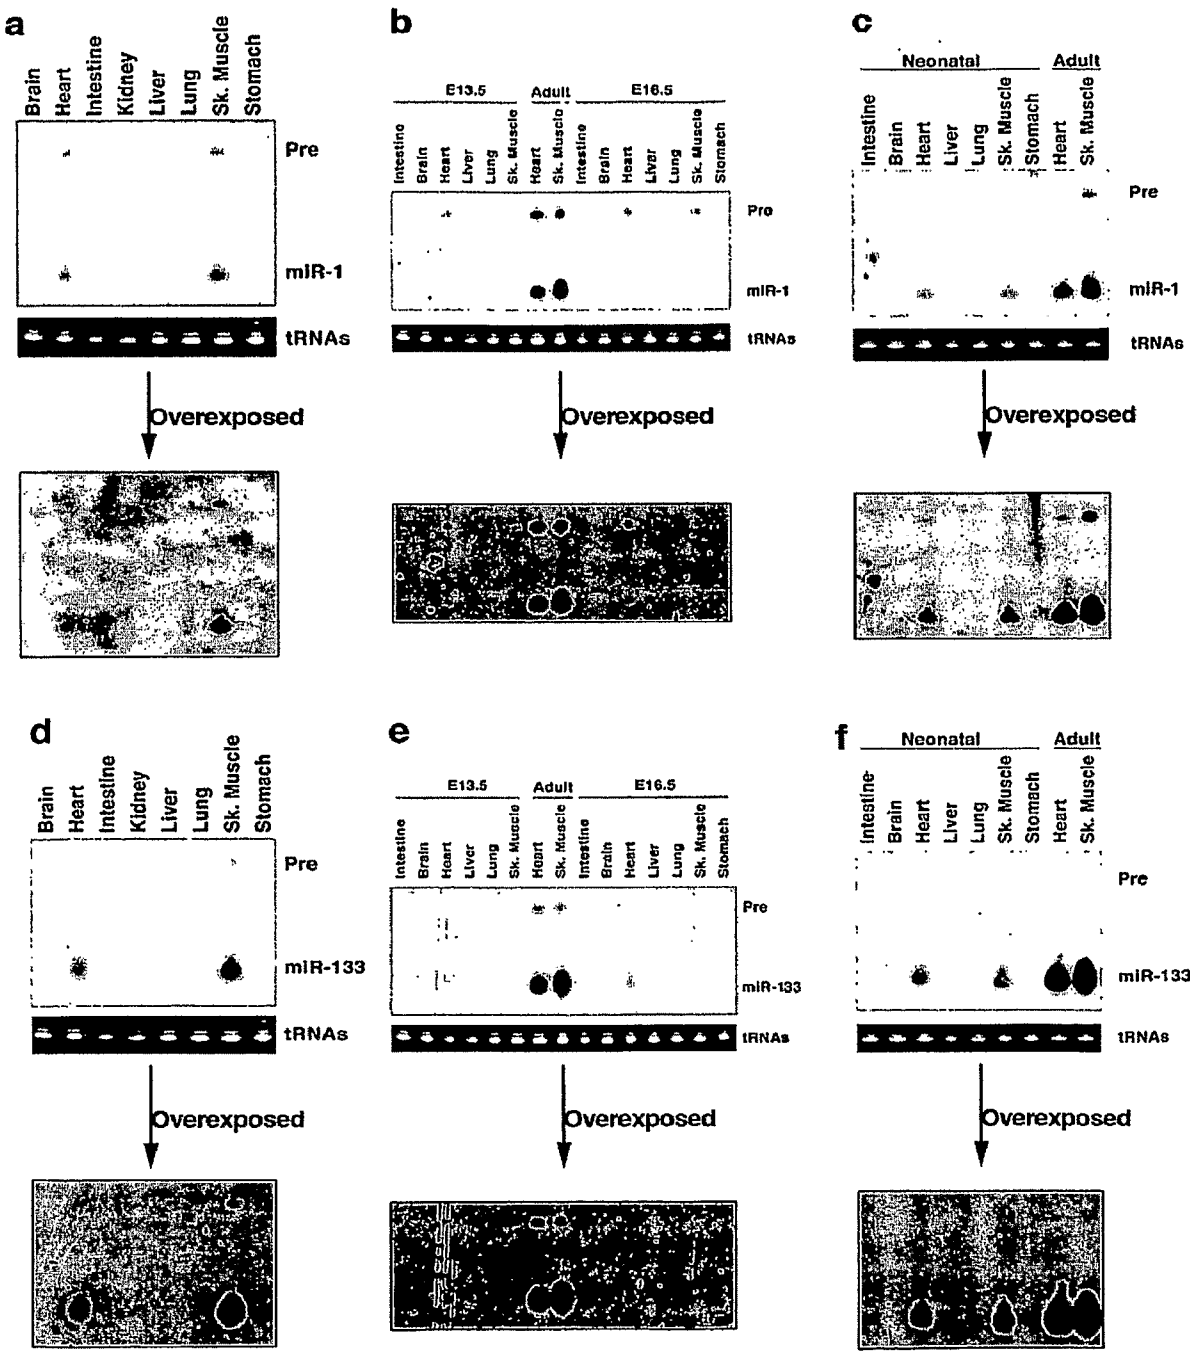 a
Brain
Heart
Intestine
Kidney
Liver
Lung
Sk. Muscle
Stomach
Pre
miR-1
tRNAs
Overexposed
b
E13.5
Adult
E16.5
Intestine
Brain
Heart
Liver
Lung
Sk. Muscle
Heart
Sk. Muscle
Intestine
Brain
Heart
Liver
Lung
Sk. Muscle
Stomach
Pre
miR-1
tRNAs
Overexposed
c
Neonatal
Adult
Intestine
Brain
Heart
Liver
Lung
Sk. Muscle
Stomach
Heart
Sk. Muscle
Pre
miR-1
tRNAs
Overexposed
d
Brain
Heart
Intestine
Kidney
Liver
Lung
Sk. Muscle
Stomach
Pre
miR-133
tRNAs
Overexposed
e
E13.5
Adult
E16.5
Intestine
Brain
Heart
Liver
Lung
Sk. Muscle
Heart
Sk. Muscle
Intestine
Brain
Heart
Liver
Lung
Sk. Muscle
Stomach
Pre
miR-133
tRNAs
Overexposed
f
Neonatal
Adult
Intestine
Brain
Heart
Liver
Lung
Sk. Muscle
Stomach
Heart
Sk. Muscle
Pre
miR-133
tRNAs
Overexposed